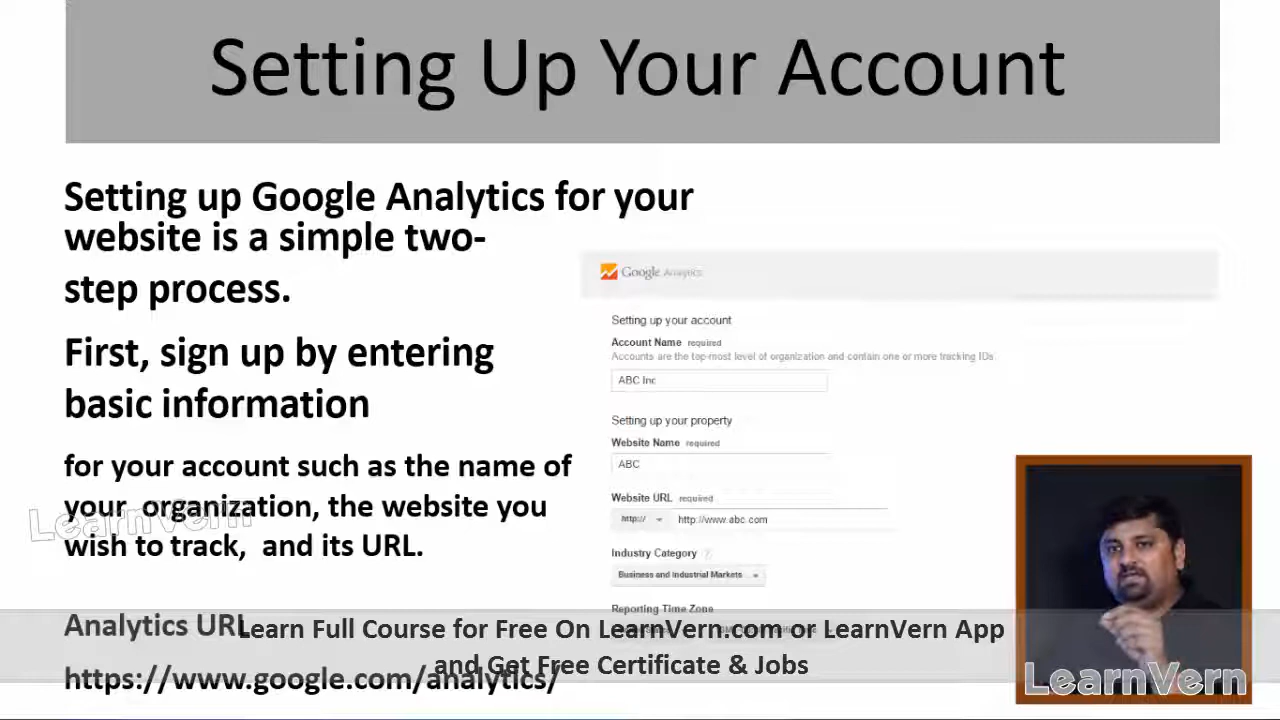 Setting Up Your Account
Setting up Google Analytics for your
website is a simple two-
step process.
First, sign up by entering
basic information
for your account such as the name of
your organization, the website you
wish to track, and its URL.
Analytics URL
https://www.google.com/analytics/
Google Analytics
Setting up your account
Account Name required
Accounts are the top-most level of organization and contain one or more tracking IDs.
ABC Inc
Setting up your property
Website Name required
ABC
Website URL required
http:// http://www.abc.com
Industry Category ?
Business and Industrial Markets
Reporting Time Zone
LearnVern
Learn Full Course for Free On LearnVern.com or LearnVern App
and Get Free Certificate & Jobs
LearnVern